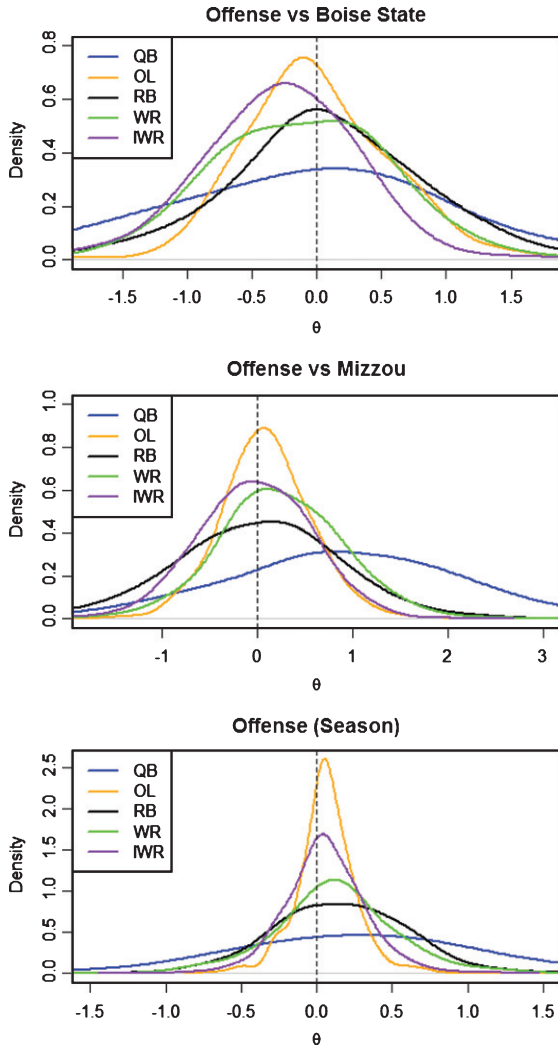 Offense vs Boise State
QB
OL
RB
WR
IWR
Density
0.0 0.2 0.4 0.6 0.8
-1.5 -1.0 -0.5 0.0 0.5 1.0 1.5
θ
Offense vs Mizzou
QB
OL
RB
WR
IWR
Density
0.0 0.2 0.4 0.6 0.8 1.0
-1 0 1 2 3
θ
Offense (Season)
QB
OL
RB
WR
IWR
Density
0.0 0.5 1.0 1.5 2.0 2.5
-1.5 -1.0 -0.5 0.0 0.5 1.0 1.5
θ